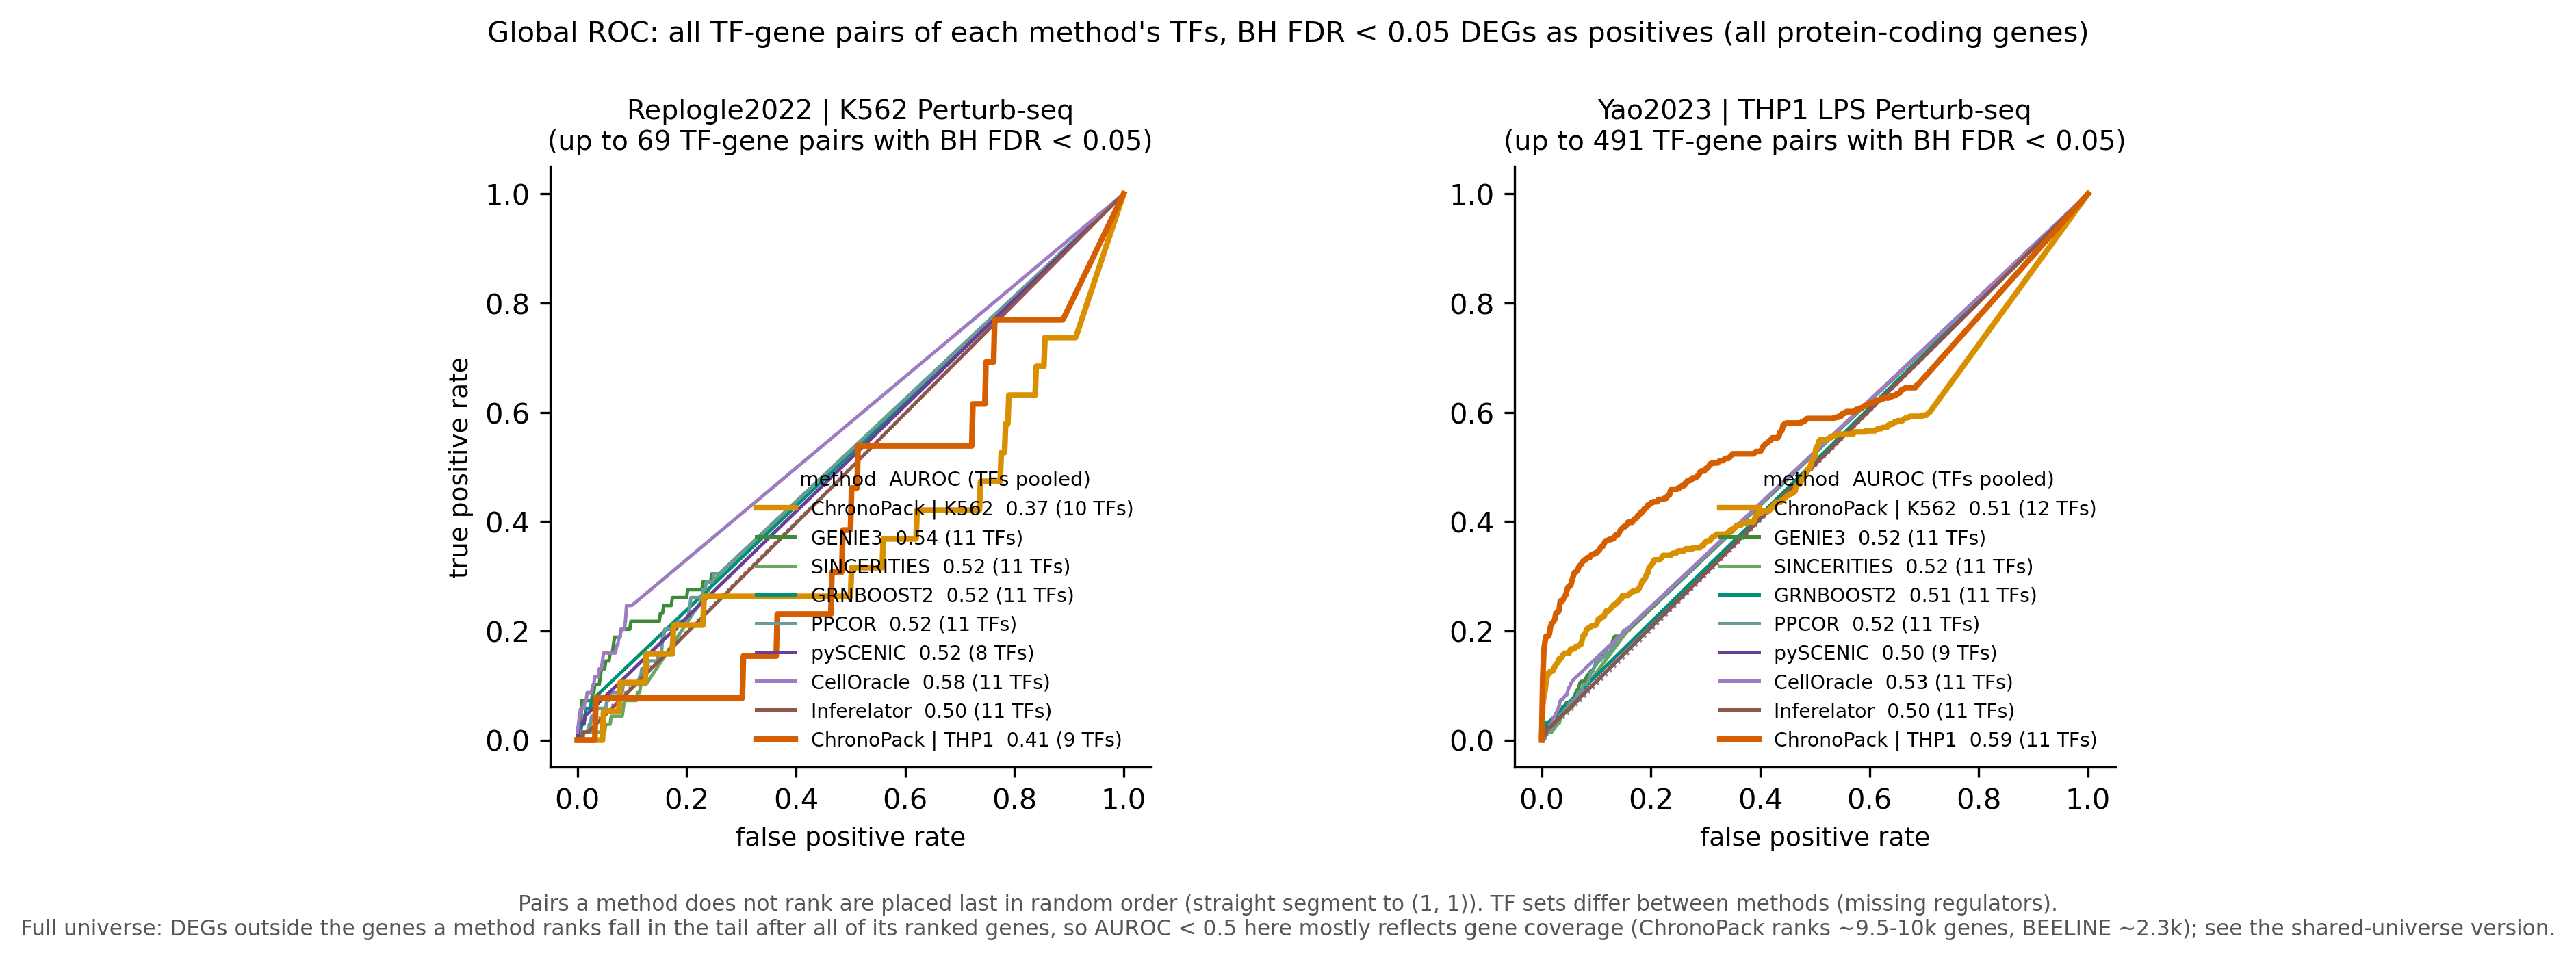 Global ROC: all TF-gene pairs of each method's TFs, BH FDR < 0.05 DEGs as positives (all protein-coding genes)
Replogle2022 | K562 Perturb-seq
(up to 69 TF-gene pairs with BH FDR < 0.05)
true positive rate
1.0
0.8
0.6
0.4
0.2
0.0
0.0 0.2 0.4 0.6 0.8 1.0
false positive rate
method AUROC (TFs pooled)
ChronoPack | K562 0.37 (10 TFs)
GENIE3 0.54 (11 TFs)
SINCERITIES 0.52 (11 TFs)
GRNBOOST2 0.52 (11 TFs)
PPCOR 0.52 (11 TFs)
pySCENIC 0.52 (8 TFs)
CellOracle 0.58 (11 TFs)
Inferelator 0.50 (11 TFs)
ChronoPack | THP1 0.41 (9 TFs)
Yao2023 | THP1 LPS Perturb-seq
(up to 491 TF-gene pairs with BH FDR < 0.05)
1.0
0.8
0.6
0.4
0.2
0.0
0.0 0.2 0.4 0.6 0.8 1.0
false positive rate
method AUROC (TFs pooled)
ChronoPack | K562 0.51 (12 TFs)
GENIE3 0.52 (11 TFs)
SINCERITIES 0.52 (11 TFs)
GRNBOOST2 0.51 (11 TFs)
PPCOR 0.52 (11 TFs)
pySCENIC 0.50 (9 TFs)
CellOracle 0.53 (11 TFs)
Inferelator 0.50 (11 TFs)
ChronoPack | THP1 0.59 (11 TFs)
Pairs a method does not rank are placed last in random order (straight segment to (1, 1)). TF sets differ between methods (missing regulators).
Full universe: DEGs outside the genes a method ranks fall in the tail after all of its ranked genes, so AUROC < 0.5 here mostly reflects gene coverage (ChronoPack ranks ~9.5-10k genes, BEELINE ~2.3k); see the shared-universe version.